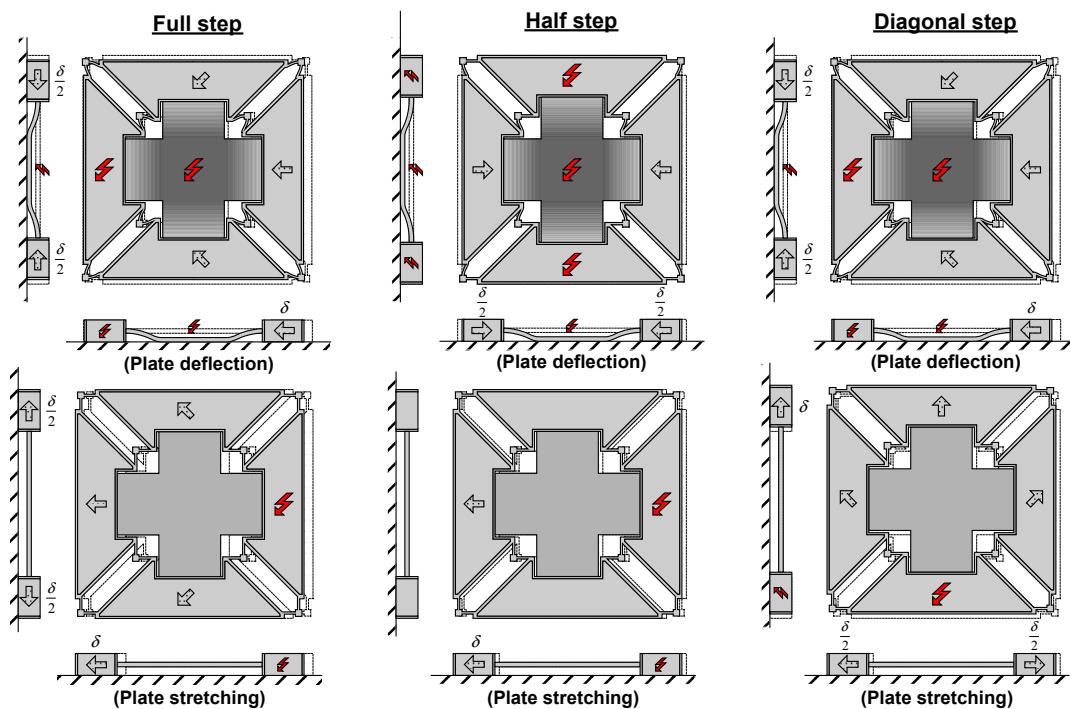 Full step
Half step
Diagonal step
δ/2
δ/2
δ/2
δ/2
δ
δ/2
δ/2
δ
(Plate deflection)
(Plate deflection)
(Plate deflection)
δ/2
δ/2
δ
δ
δ
δ/2
δ/2
(Plate stretching)
(Plate stretching)
(Plate stretching)